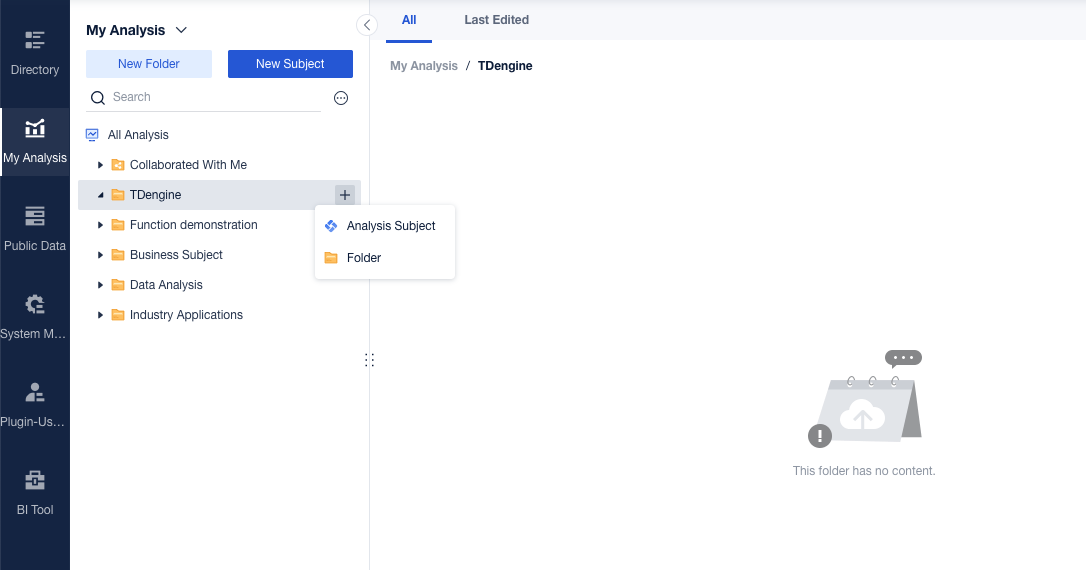 Directory
My Analysis
Public Data
System M...
Plugin-Us...
BI Tool
My Analysis
New Folder
New Subject
Search
All Analysis
Collaborated With Me
TDengine
Function demonstration
Business Subject
Data Analysis
Industry Applications
Analysis Subject
Folder
All
Last Edited
My Analysis / TDengine
This folder has no content.